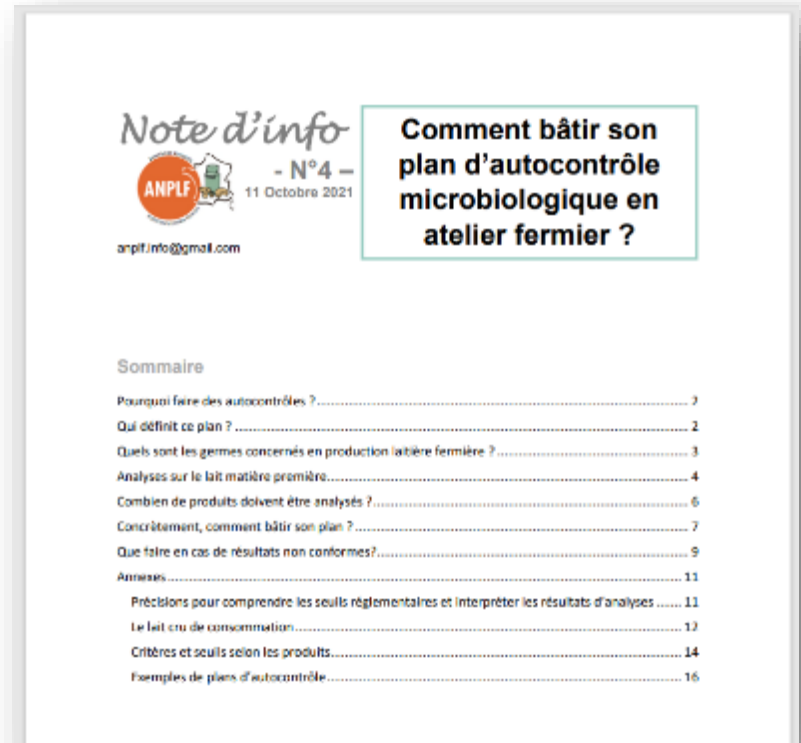 Note d'info
- N°4 –
11 Octobre 2021
ANPLF
anplf.info@gmail.com
Comment bâtir son
plan d'autocontrôle
microbiologique en
atelier fermier ?
Sommaire
Pourquoi faire des autocontrôles ? ........ 2
Qui définit ce plan ? ........ 2
Quels sont les germes concernés en production laitière fermière ? ........ 3
Analyses sur le lait matière première ........ 4
Combien de produits doivent être analysés ? ........ 6
Concrètement, comment bâtir son plan ? ........ 7
Que faire en cas de résultats non conformes? ........ 9
Annexes ........ 11
Précisions pour comprendre les seuils réglementaires et interpréter les résultats d'analyses ....... 11
Le lait cru de consommation ........ 12
Critères et seuils selon les produits ........ 14
Exemples de plans d'autocontrôle ........ 16